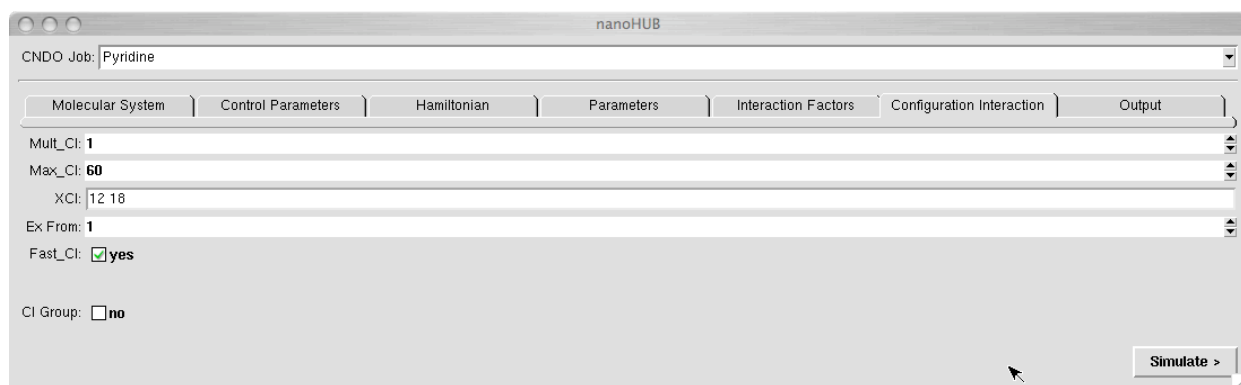 nanoHUB
CNDO Job: Pyridine
Molecular System Control Parameters Hamiltonian Parameters Interaction Factors Configuration Interaction Output
Mult_CI: 1
Max_CI: 60
XCI: 12 18
Ex From: 1
Fast_CI: yes
CI Group: no
Simulate >